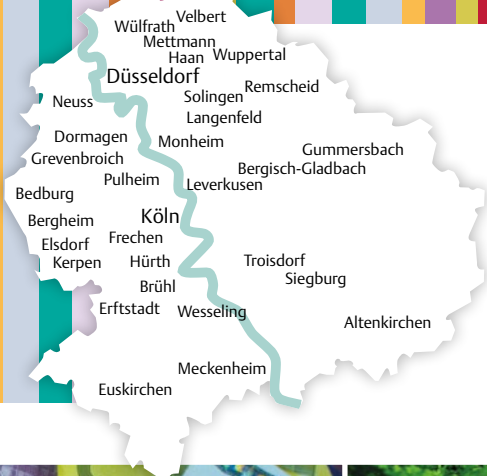 Velbert
Wülfrath
Mettmann
Haan
Wuppertal
Düsseldorf
Remscheid
Solingen
Neuss
Langenfeld
Dormagen
Monheim
Gummersbach
Grevenbroich
Bergisch-Gladbach
Pulheim
Leverkusen
Bedburg
Köln
Bergheim
Frechen
Elsdorf
Kerpen
Hürth
Troisdorf
Siegburg
Brühl
Erftstadt
Wesseling
Altenkirchen
Meckenheim
Euskirchen